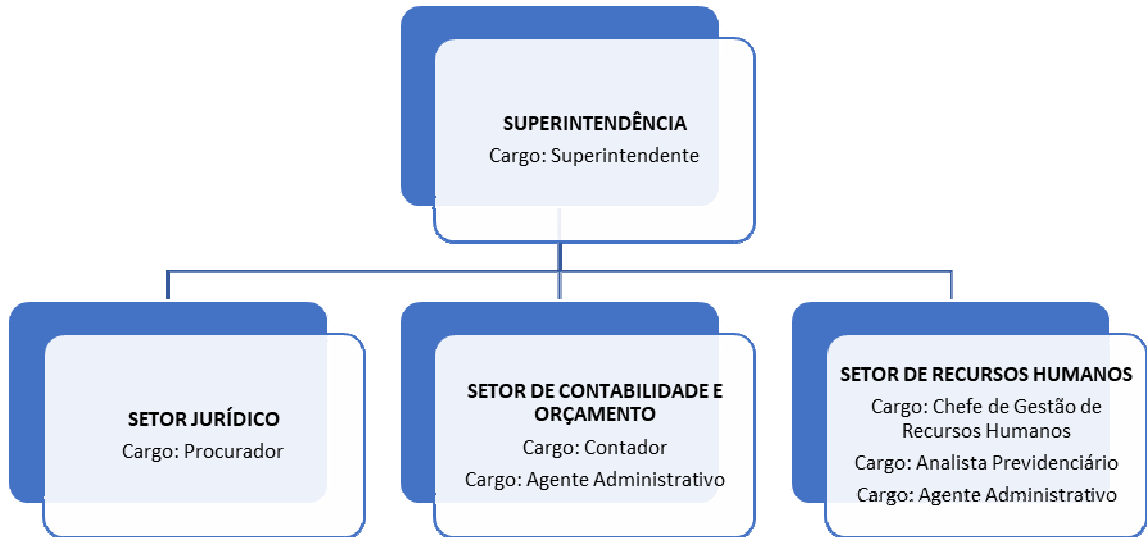 SUPERINTENDÊNCIA
Cargo: Superintendente
SETOR JURÍDICO
Cargo: Procurador
SETOR DE CONTABILIDADE E
ORÇAMENTO
Cargo: Contador
Cargo: Agente Administrativo
SETOR DE RECURSOS HUMANOS
Cargo: Chefe de Gestão de
Recursos Humanos
Cargo: Analista Previdenciário
Cargo: Agente Administrativo